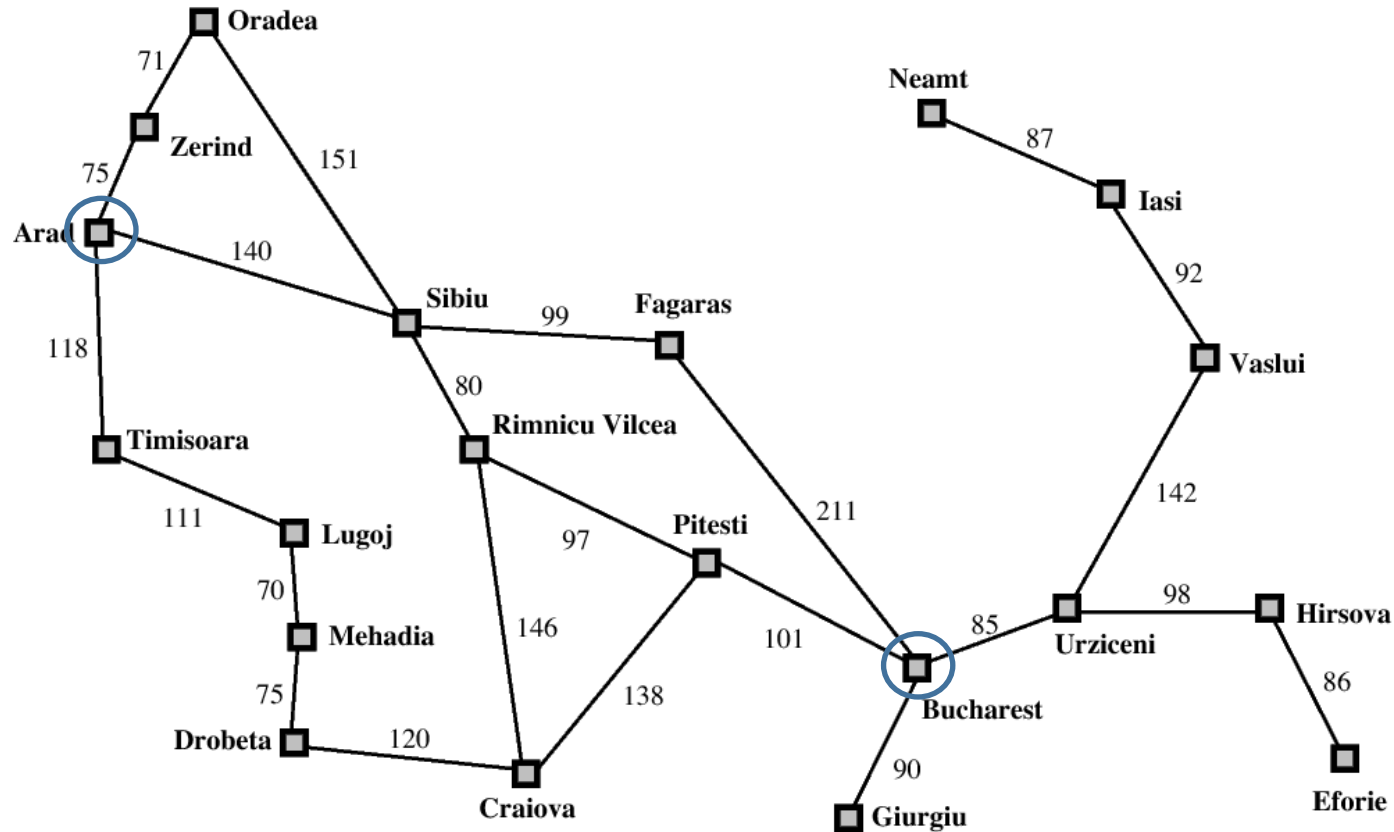 Oradea
71
Neamt
87
Zerind
151
75
Iasi
Arad
140
92
Sibiu
Fagaras
99
118
Vaslui
80
Rimnicu Vilcea
Timisoara
142
211
111
Pitesti
Lugoj
97
70
98
Hirsova
146
85
Mehadia
101
Urziceni
86
75
138
Bucharest
Drobeta
120
90
Craiova
Giurgiu
Eforie